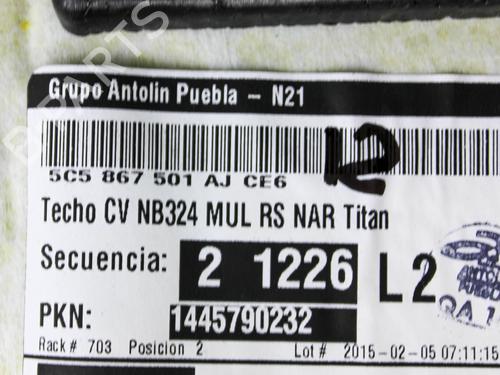 Grupo Antolin Puebla - N21
5C5 867 501 AJ CE6
Techo CV NB324 MUL RS NAR Titan
Secuencia: 2 1226 L2
PKN: 1445790232
Rack # 703 Posicion 2 Lot # 2015-02-05 07:11:15